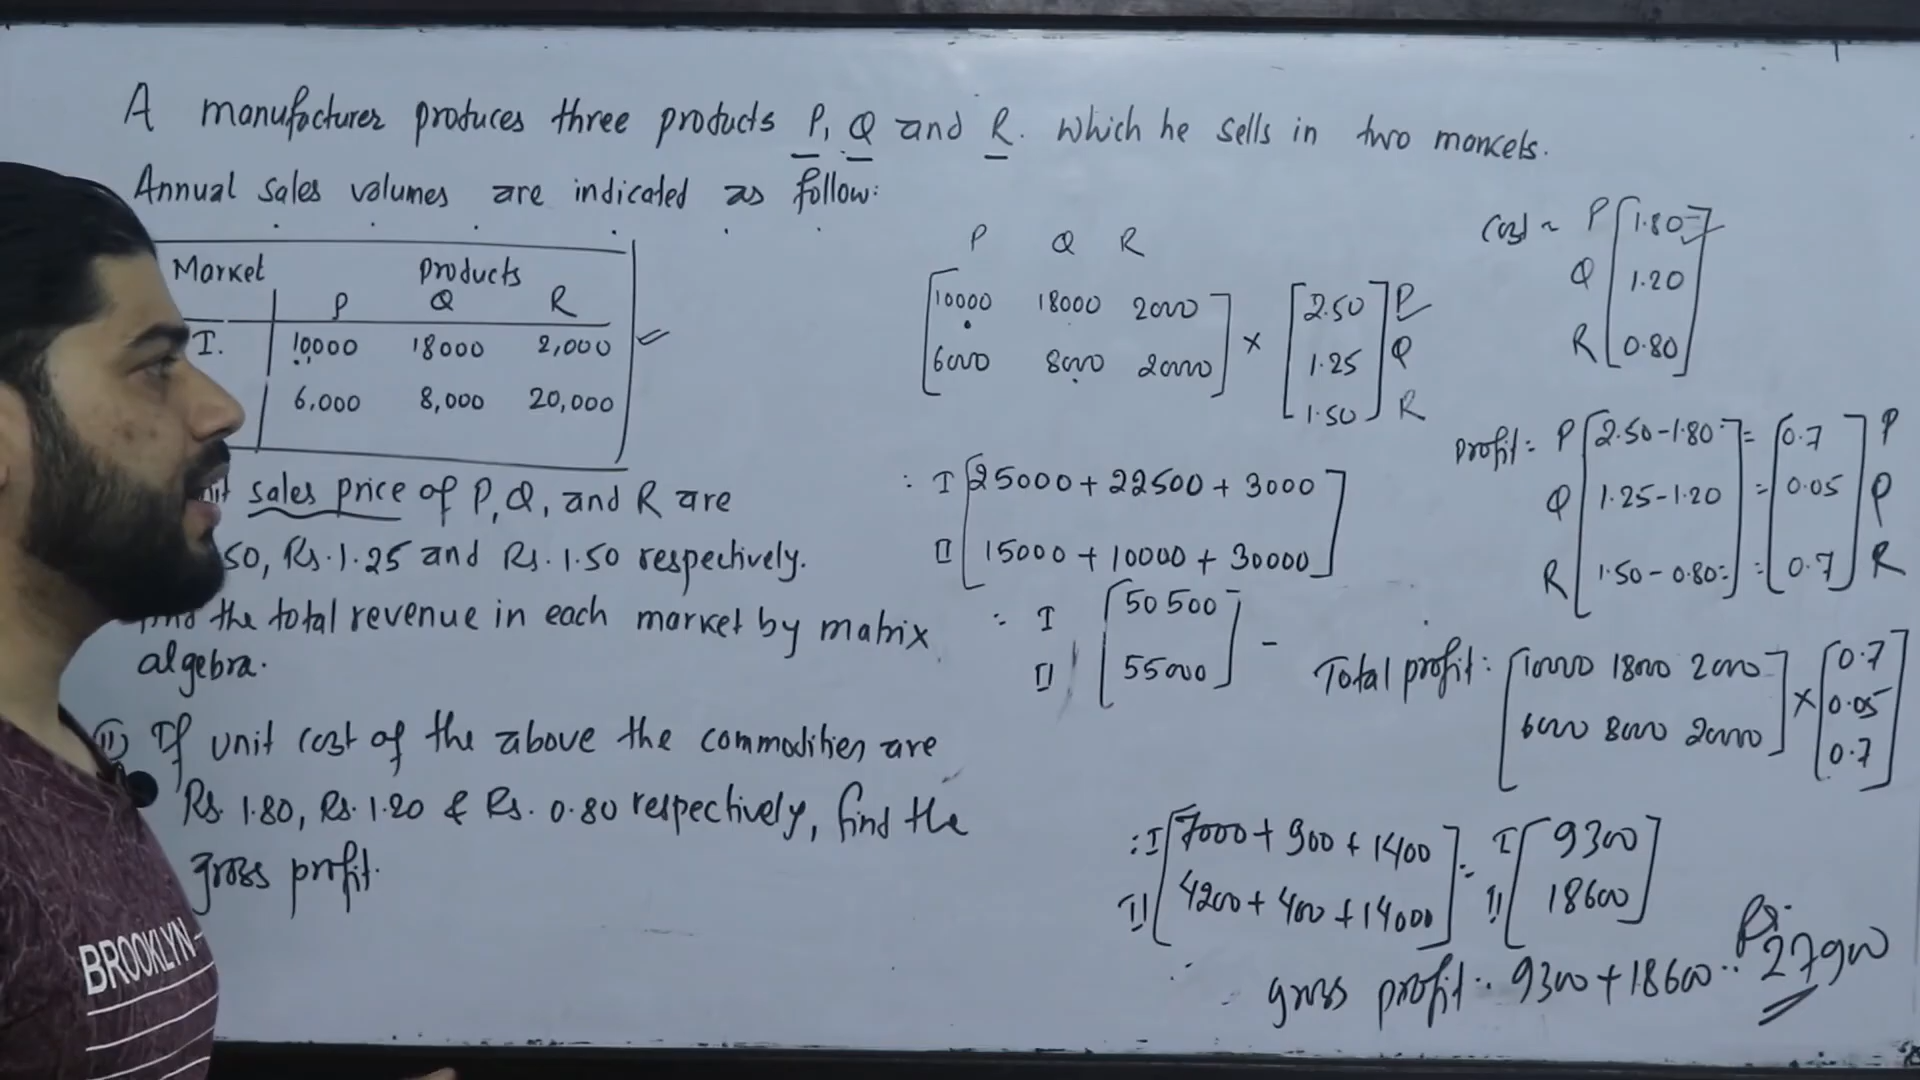 A manufacturer produces three products P, Q and R. which he sells in two markets.
Annual sales volumes are indicated as follow:
Market Products
P Q R
I. 10000 18000 2,000
6,000 8,000 20,000
sales price of P, Q, and R are
50, Rs. 1.25 and Rs. 1.50 respectively.
the total revenue in each market by matrix
algebra.
II) If unit cost of the above the commodities are
Rs. 1.80, Rs. 1.20 & Rs. 0.80 respectively, find the
gross profit.
P Q R
[10000 18000 2000] × [2.50] P
[6000 8000 20000] [1.25] Q
[1.50] R
= I [25000 + 22500 + 3000]
II [15000 + 10000 + 30000]
= I [50500]
II [55000] -
Cost = P [1.80]
Q [1.20]
R [0.80]
Profit = P [2.50-1.80] = [0.7] P
Q [1.25-1.20] = [0.05] Q
R [1.50-0.80] = [0.7] R
Total profit = [10000 18000 2000] × [0.7]
[6000 8000 20000] [0.05]
[0.7]
= I [7000 + 900 + 1400] = I [9300]
II [4200 + 400 + 14000] II [18600]
∴ gross profit = 9300 + 18600 = Rs. 27900
BROOKLYN